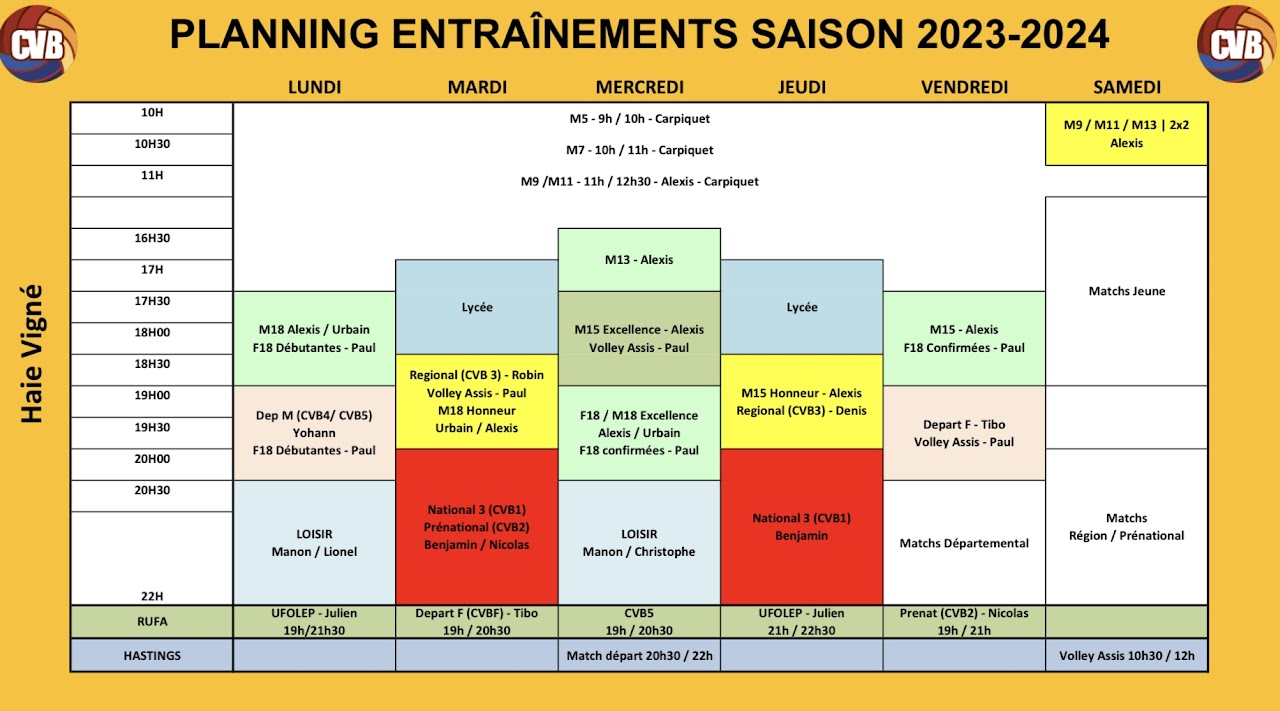 CVB
PLANNING ENTRAÎNEMENTS SAISON 2023-2024
CVB
LUNDI
MARDI
MERCREDI
JEUDI
VENDREDI
SAMEDI
Haie Vigné
10H
10H30
11H
16H30
17H
17H30
18H00
18H30
19H00
19H30
20H00
20H30
22H
M5 - 9h / 10h - Carpiquet
M7 - 10h / 11h - Carpiquet
M9 /M11 - 11h / 12h30 - Alexis - Carpiquet
M18 Alexis / Urbain
F18 Débutantes - Paul
Dep M (CVB4/ CVB5)
Yohann
F18 Débutantes - Paul
LOISIR
Manon / Lionel
Lycée
Regional (CVB 3) - Robin
Volley Assis - Paul
M18 Honneur
Urbain / Alexis
National 3 (CVB1)
Prénational (CVB2)
Benjamin / Nicolas
M13 - Alexis
M15 Excellence - Alexis
Volley Assis - Paul
F18 / M18 Excellence
Alexis / Urbain
F18 confirmées - Paul
LOISIR
Manon / Christophe
Lycée
M15 Honneur - Alexis
Regional (CVB3) - Denis
National 3 (CVB1)
Benjamin
M15 - Alexis
F18 Confirmées - Paul
Depart F - Tibo
Volley Assis - Paul
Matchs Départemental
M9 / M11 / M13 | 2x2
Alexis
Matchs Jeune
Matchs
Région / Prénational
RUFA
UFOLEP - Julien
19h/21h30
Depart F (CVBF) - Tibo
19h / 20h30
CVB5
19h / 20h30
UFOLEP - Julien
21h / 22h30
Prenat (CVB2) - Nicolas
19h / 21h
HASTINGS
Match départ 20h30 / 22h
Volley Assis 10h30 / 12h